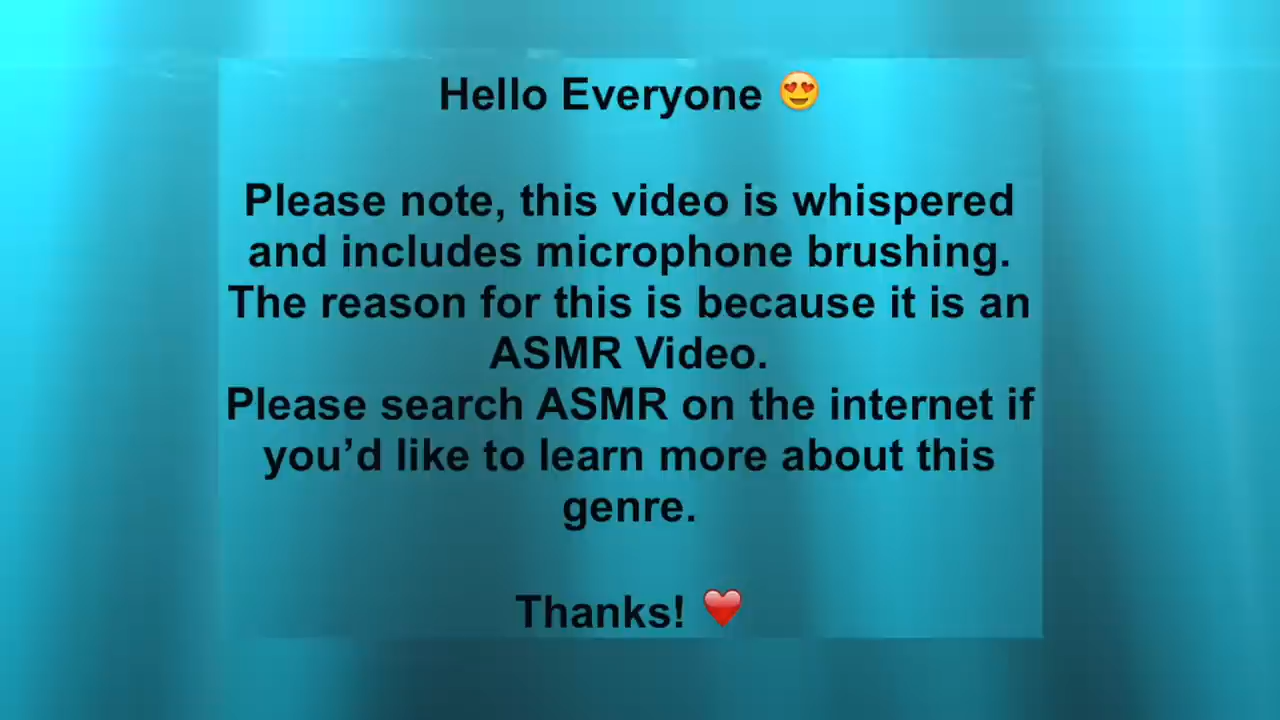 Hello Everyone 😍
Please note, this video is whispered
and includes microphone brushing.
The reason for this is because it is an
ASMR Video.
Please search ASMR on the internet if
you’d like to learn more about this
genre.
Thanks! ❤️